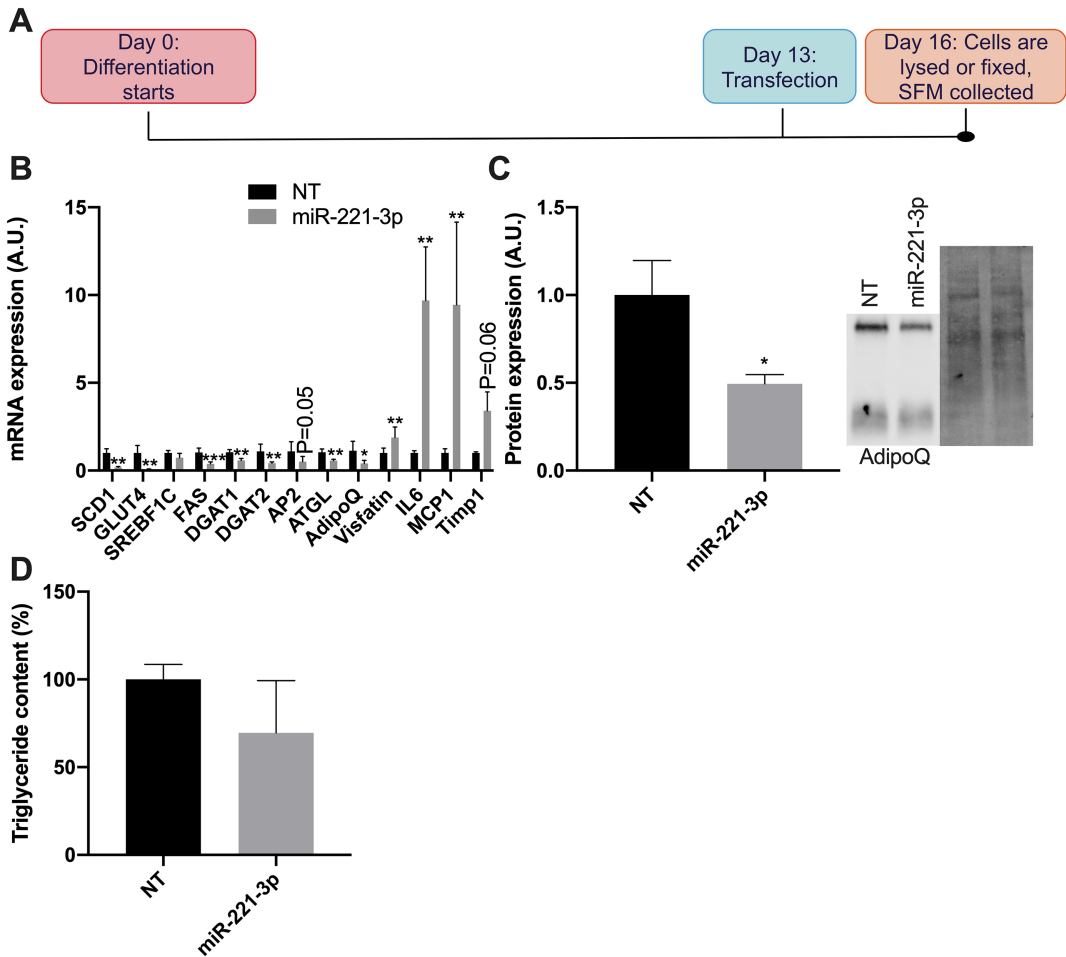 A
Day 0:
Differentiation
starts
Day 13:
Transfection
Day 16: Cells are
lysed or fixed,
SFM collected
B
NT
miR-221-3p
mRNA expression (A.U.)
15
10
5
0
**
**
***
**
**
P=0.05
**
*
**
**
**
P=0.06
SCD1
GLUT4
SREBF1C
FAS
DGAT1
DGAT2
AP2
ATGL
AdipoQ
Visfatin
IL6
MCP1
Timp1
C
Protein expression (A.U.)
1.5
1.0
0.5
0.0
*
NT
miR-221-3p
NT
miR-221-3p
AdipoQ
D
Triglyceride content (%)
150
100
50
0
NT
miR-221-3p